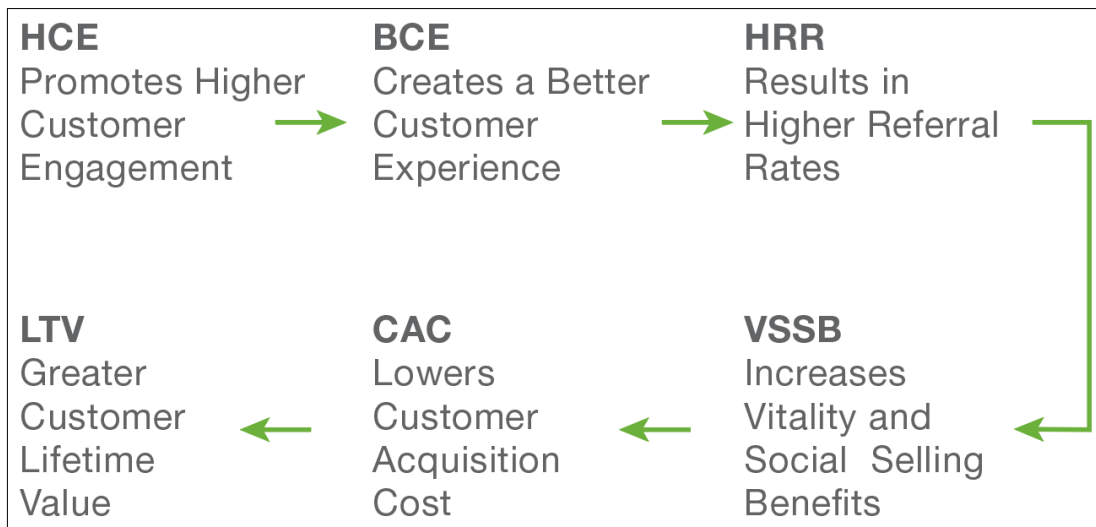 HCE
Promotes Higher
Customer
Engagement
BCE
Creates a Better
Customer
Experience
HRR
Results in
Higher Referral
Rates
VSSB
Increases
Vitality and
Social Selling
Benefits
CAC
Lowers
Customer
Acquisition
Cost
LTV
Greater
Customer
Lifetime
Value